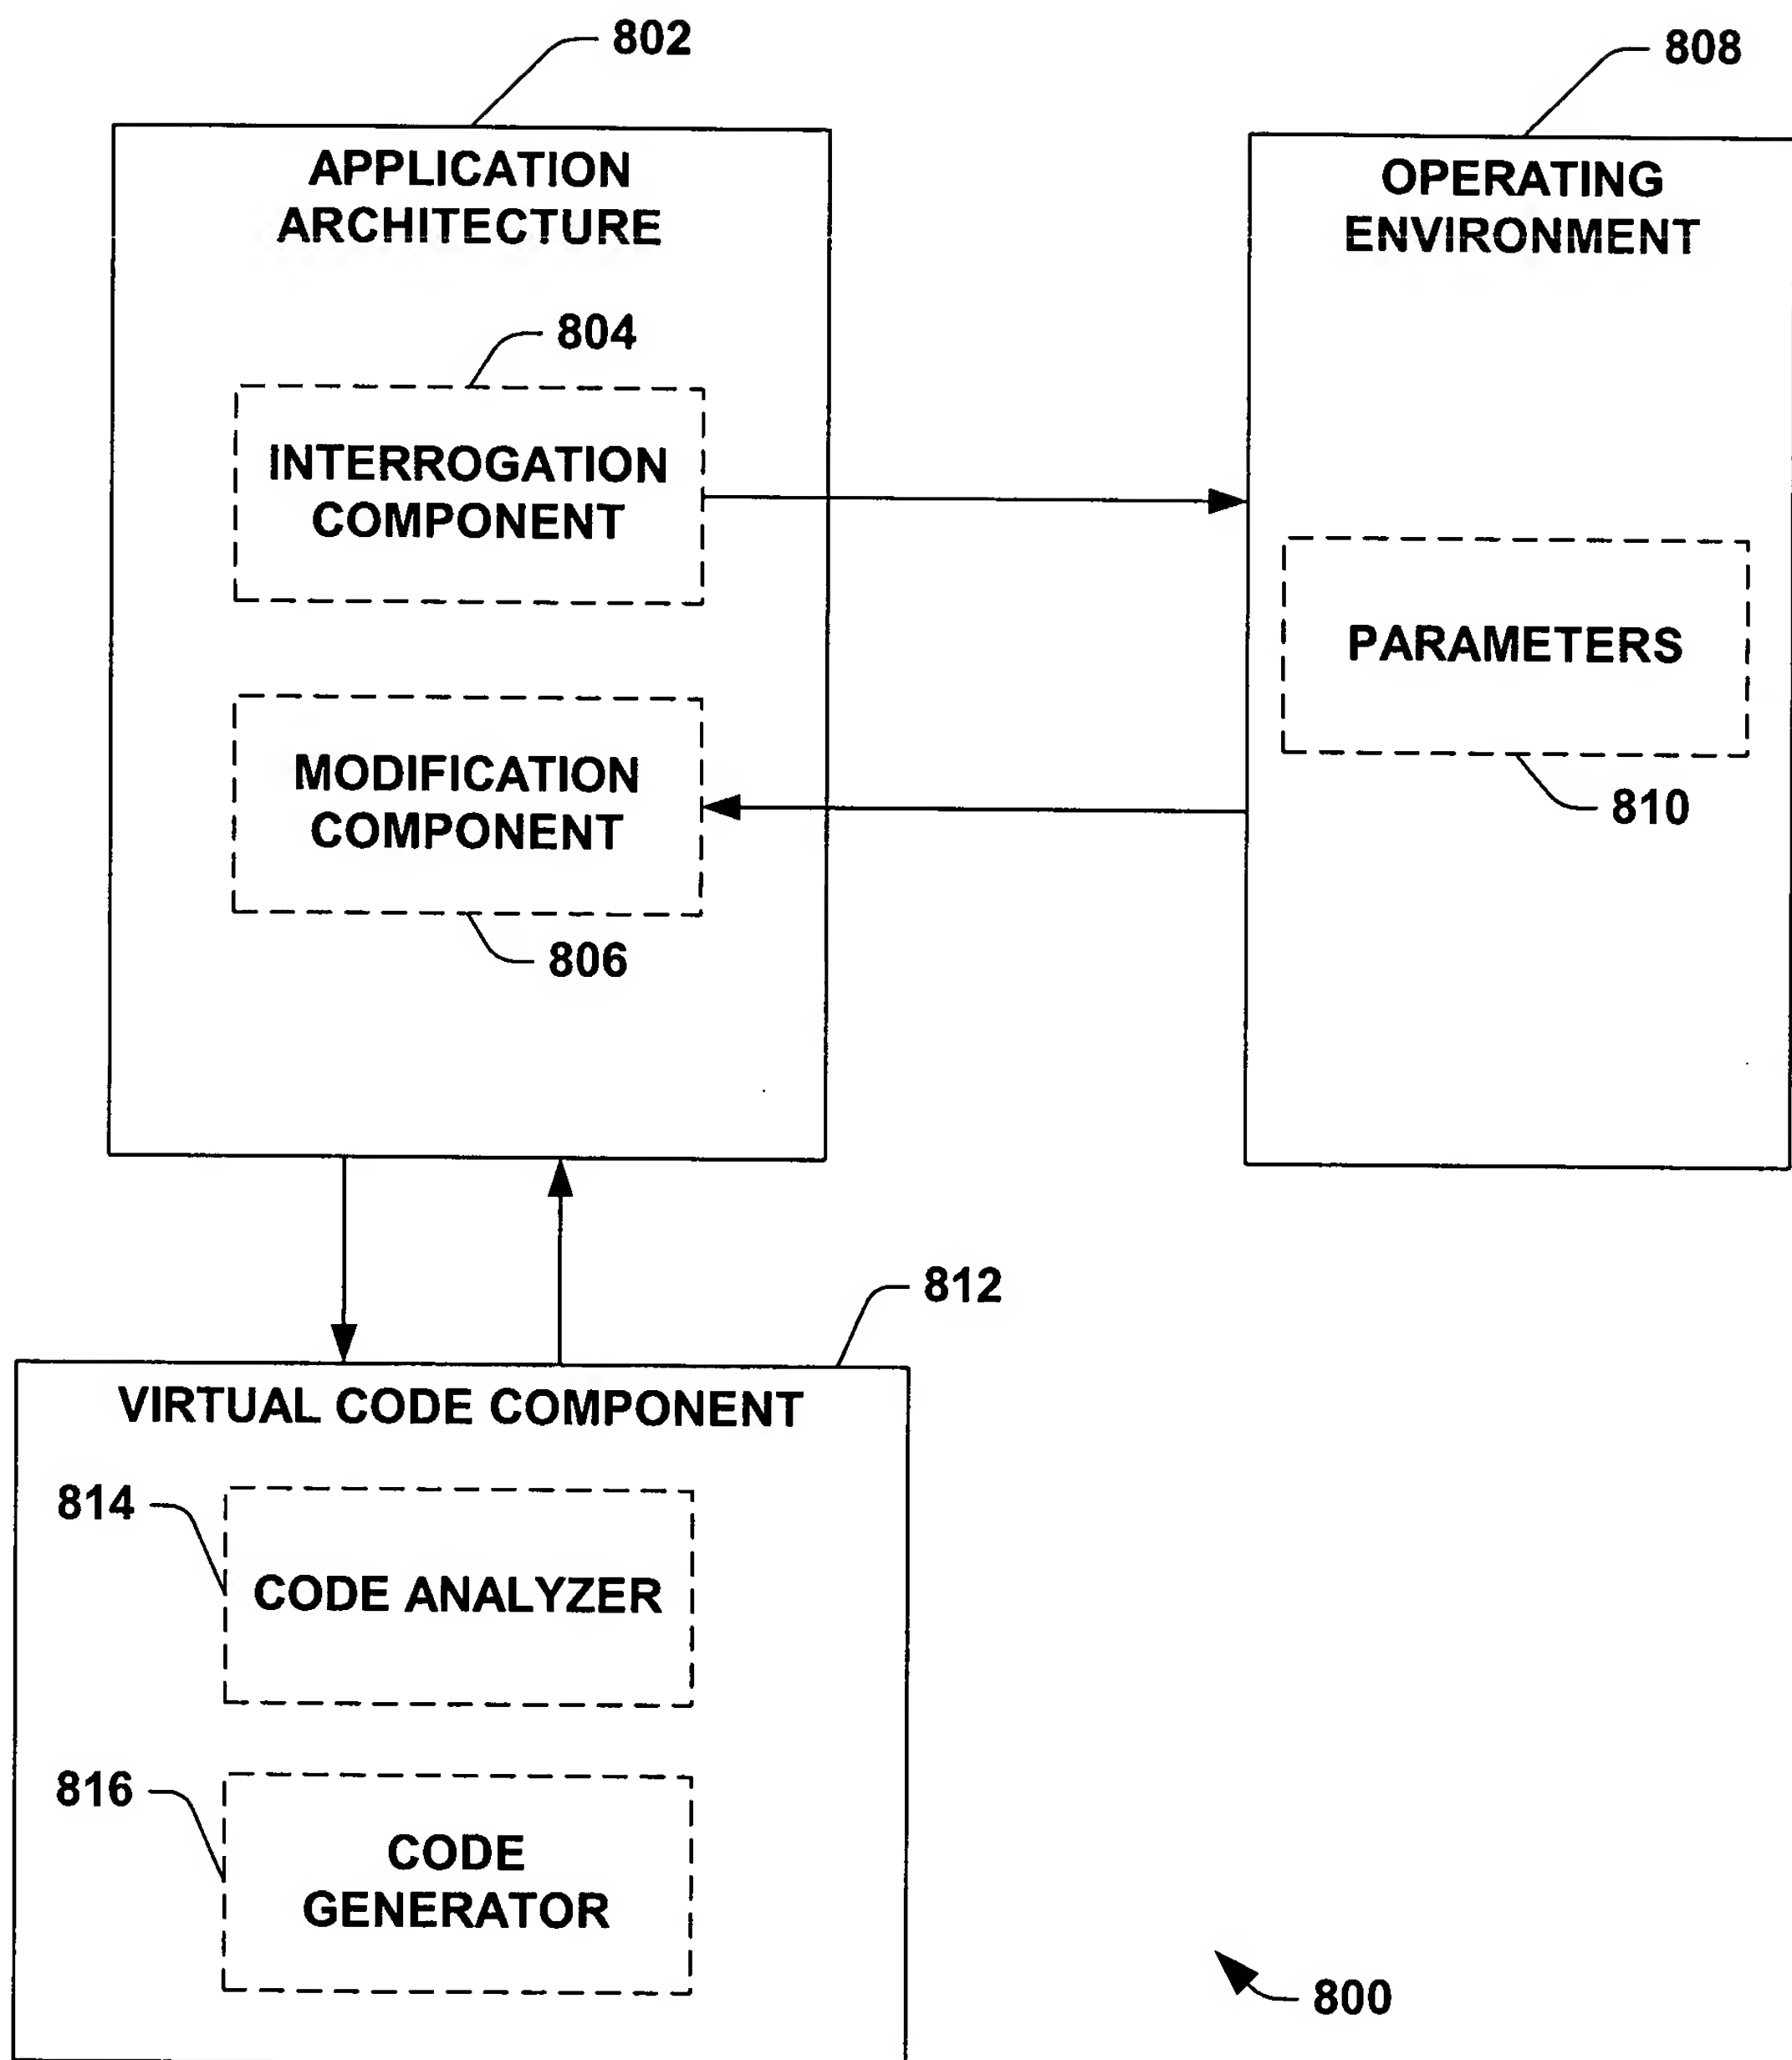 802
808
APPLICATION
ARCHITECTURE
OPERATING
ENVIRONMENT
804
INTERROGATION
COMPONENT
PARAMETERS
810
MODIFICATION
COMPONENT
806
812
VIRTUAL CODE COMPONENT
814
CODE ANALYZER
816
CODE
GENERATOR
800